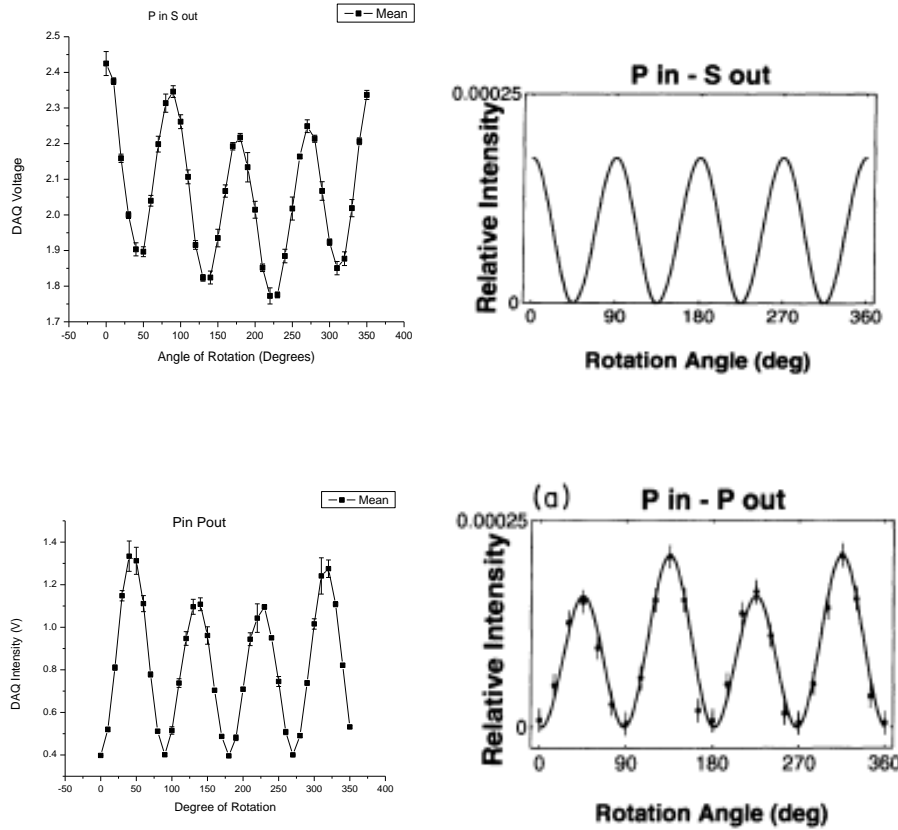 P in S out
Mean
2.5
2.4
2.3
2.2
2.1
2.0
1.9
1.8
1.7
DAQ Voltage
-50 0 50 100 150 200 250 300 350 400
Angle of Rotation (Degrees)
P in - S out
0.00025
0
Relative Intensity
0 90 180 270 360
Rotation Angle (deg)
Mean
Pin Pout
1.4
1.2
1.0
0.8
0.6
0.4
DAQ Intensity (V)
-50 0 50 100 150 200 250 300 350 400
Degree of Rotation
(a) P in - P out
0.00025
0
Relative Intensity
0 90 180 270 360
Rotation Angle (deg)